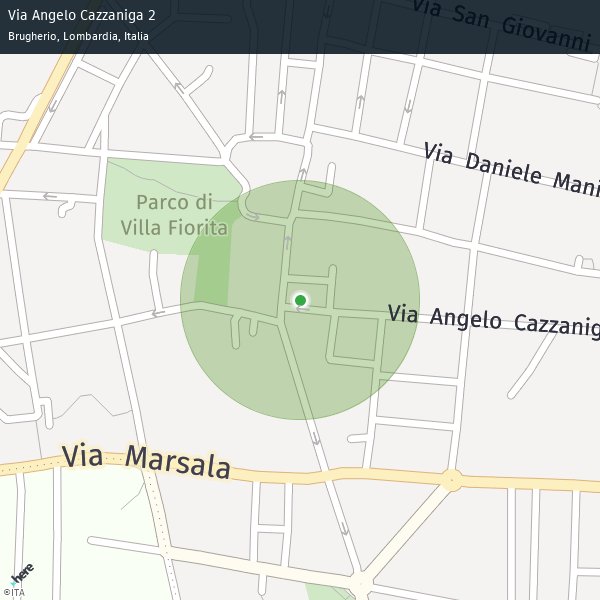 Via Angelo Cazzaniga 2
Brugherio, Lombardia, Italia
Via San Giovanni
Via Daniele Mani
Parco di
Villa Fiorita
Via Angelo Cazzanig
Via Marsala
here
©ITA